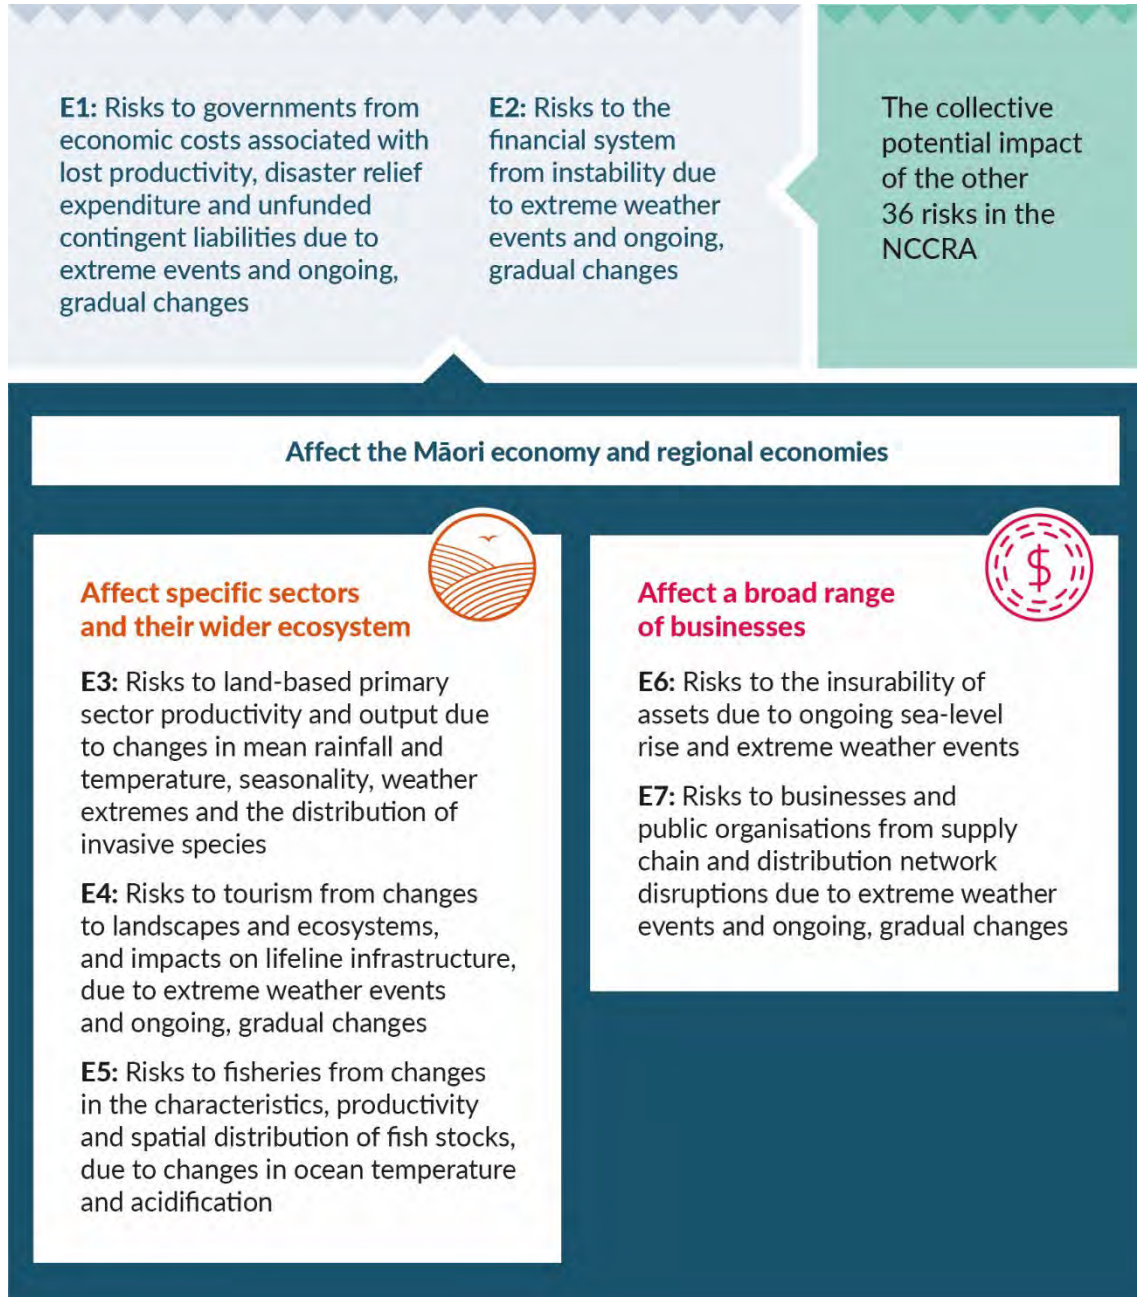 E1: Risks to governments from
economic costs associated with
lost productivity, disaster relief
expenditure and unfunded
contingent liabilities due to
extreme events and ongoing,
gradual changes
E2: Risks to the
financial system
from instability due
to extreme weather
events and ongoing,
gradual changes
The collective
potential impact
of the other
36 risks in the
NCCRA
Affect the Māori economy and regional economies
Affect specific sectors
and their wider ecosystem
E3: Risks to land-based primary
sector productivity and output due
to changes in mean rainfall and
temperature, seasonality, weather
extremes and the distribution of
invasive species
E4: Risks to tourism from changes
to landscapes and ecosystems,
and impacts on lifeline infrastructure,
due to extreme weather events
and ongoing, gradual changes
E5: Risks to fisheries from changes
in the characteristics, productivity
and spatial distribution of fish stocks,
due to changes in ocean temperature
and acidification
$
Affect a broad range
of businesses
E6: Risks to the insurability of
assets due to ongoing sea-level
rise and extreme weather events
E7: Risks to businesses and
public organisations from supply
chain and distribution network
disruptions due to extreme weather
events and ongoing, gradual changes